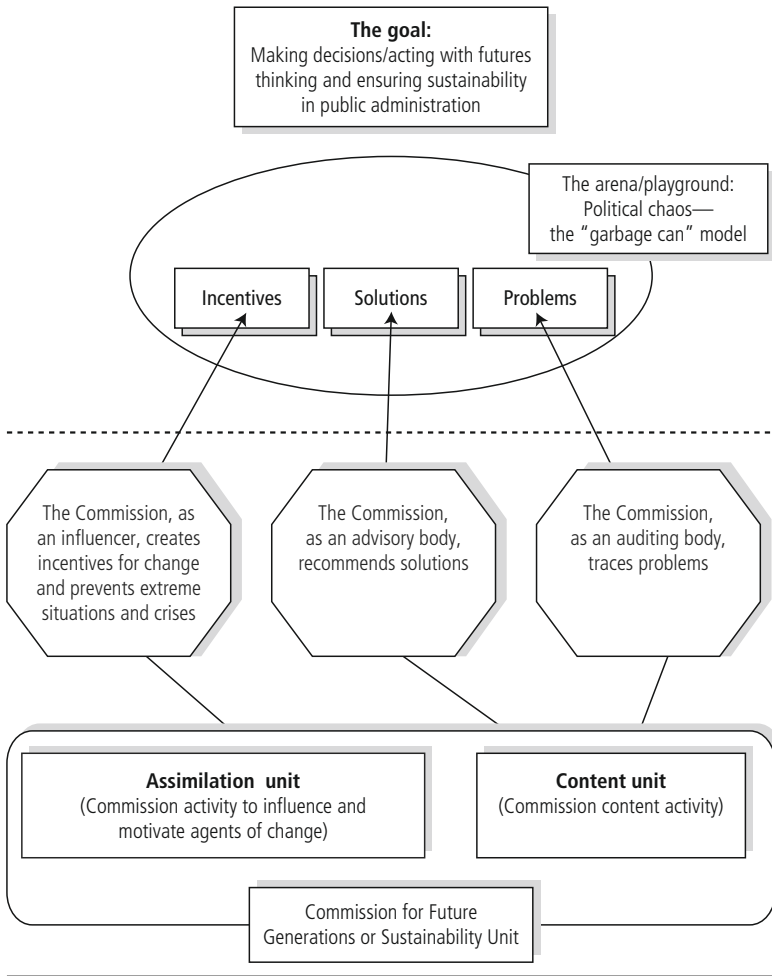 The goal:
Making decisions/acting with futures
thinking and ensuring sustainability
in public administration
The arena/playground:
Political chaos—
the “garbage can” model
Incentives
Solutions
Problems
The Commission, as
an influencer, creates
incentives for change
and prevents extreme
situations and crises
The Commission,
as an advisory body,
recommends solutions
The Commission,
as an auditing body,
traces problems
Assimilation unit
(Commission activity to influence and
motivate agents of change)
Content unit
(Commission content activity)
Commission for Future
Generations or Sustainability Unit